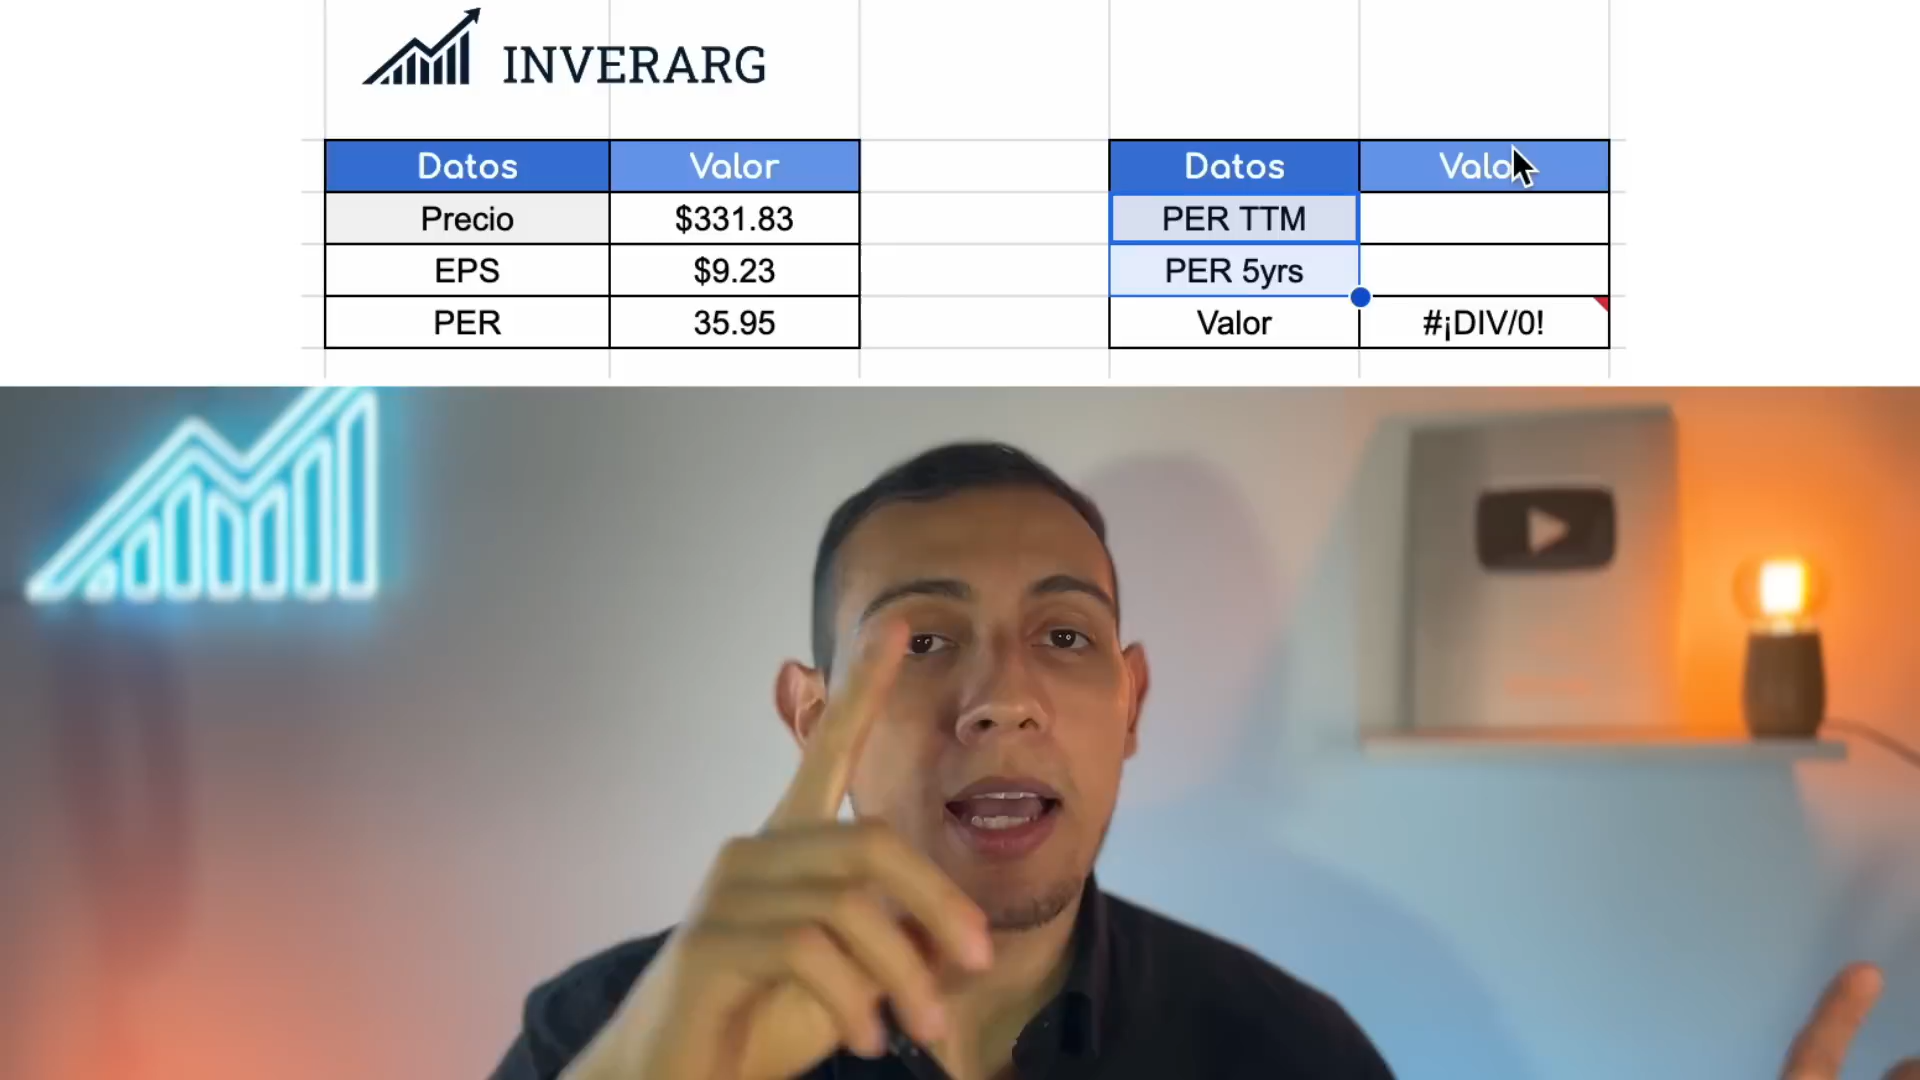 INVERARG
Datos Valor
Precio $331.83
EPS $9.23
PER 35.95
Datos Valo
PER TTM
PER 5yrs
Valor #¡DIV/0!